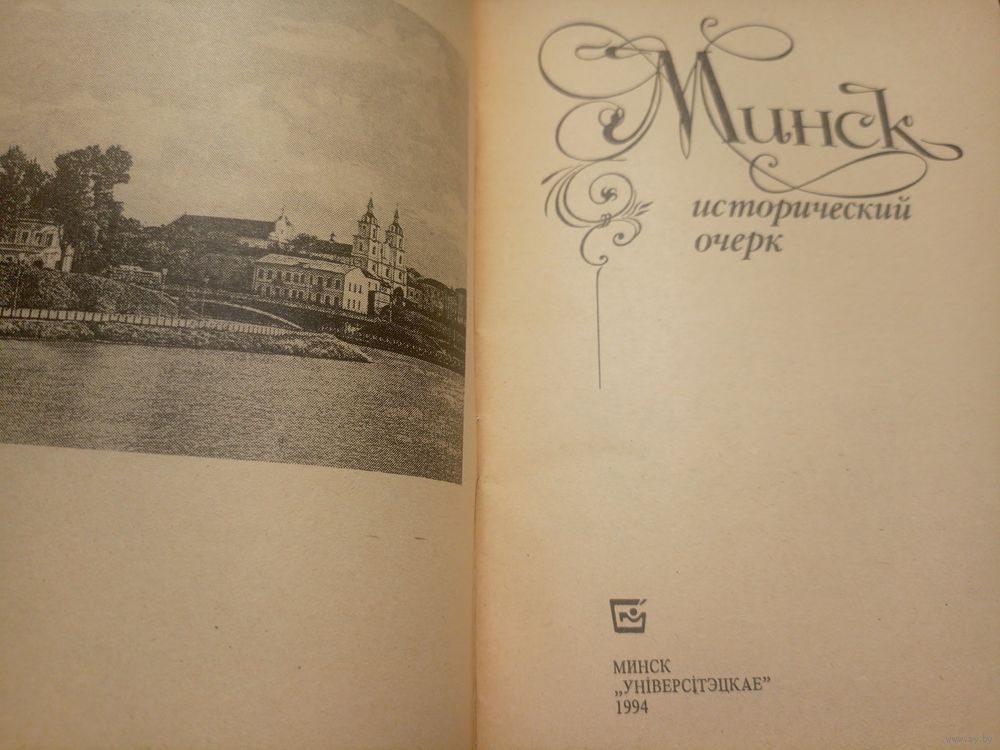 Минск
исторический
очерк
МИНСК
„УНІВЕРСІТЭЦКАЕ”
1994